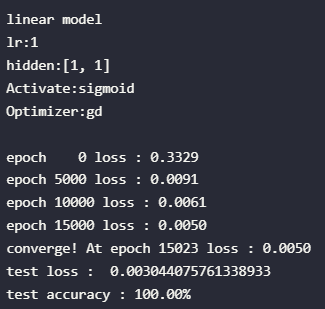 linear model
lr:1
hidden:[1, 1]
Activate:sigmoid
Optimizer:gd
epoch    0 loss : 0.3329
epoch 5000 loss : 0.0091
epoch 10000 loss : 0.0061
epoch 15000 loss : 0.0050
converge! At epoch 15023 loss : 0.0050
test loss :  0.003044075761338933
test accuracy : 100.00%